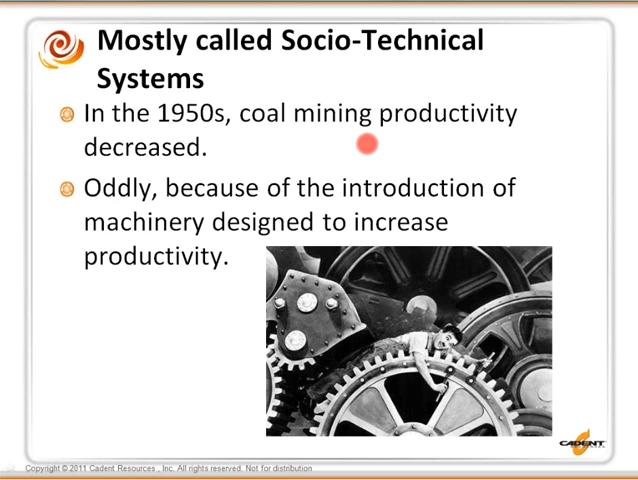 Mostly called Socio-Technical
Systems
In the 1950s, coal mining productivity
decreased.
Oddly, because of the introduction of
machinery designed to increase
productivity.
CADENT
Copyright © 2011 Cadent Resources , Inc. All rights reserved. Not for distribution